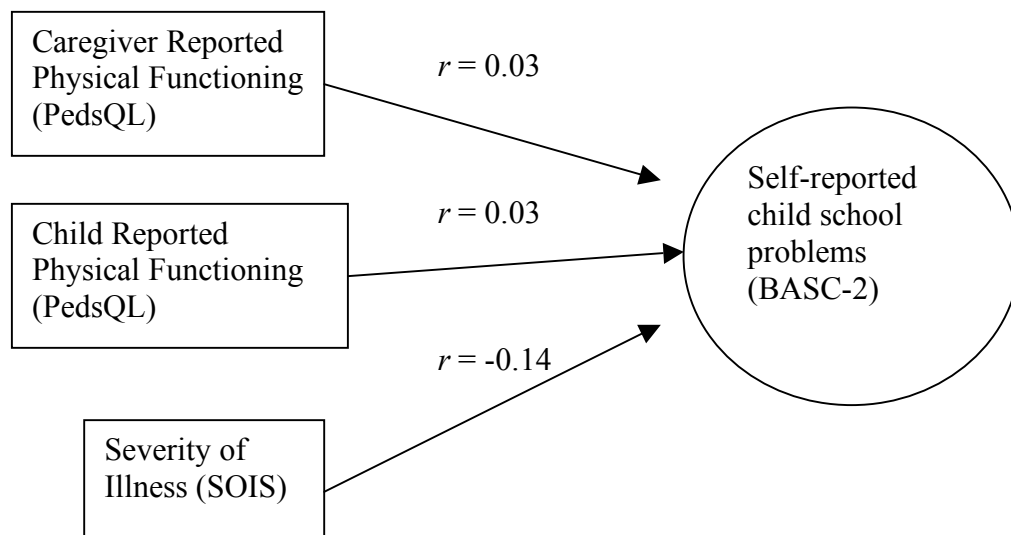 Caregiver Reported
Physical Functioning
(PedsQL)
r = 0.03
Child Reported
Physical Functioning
(PedsQL)
r = 0.03
Severity of
Illness (SOIS)
r = -0.14
Self-reported
child school
problems
(BASC-2)